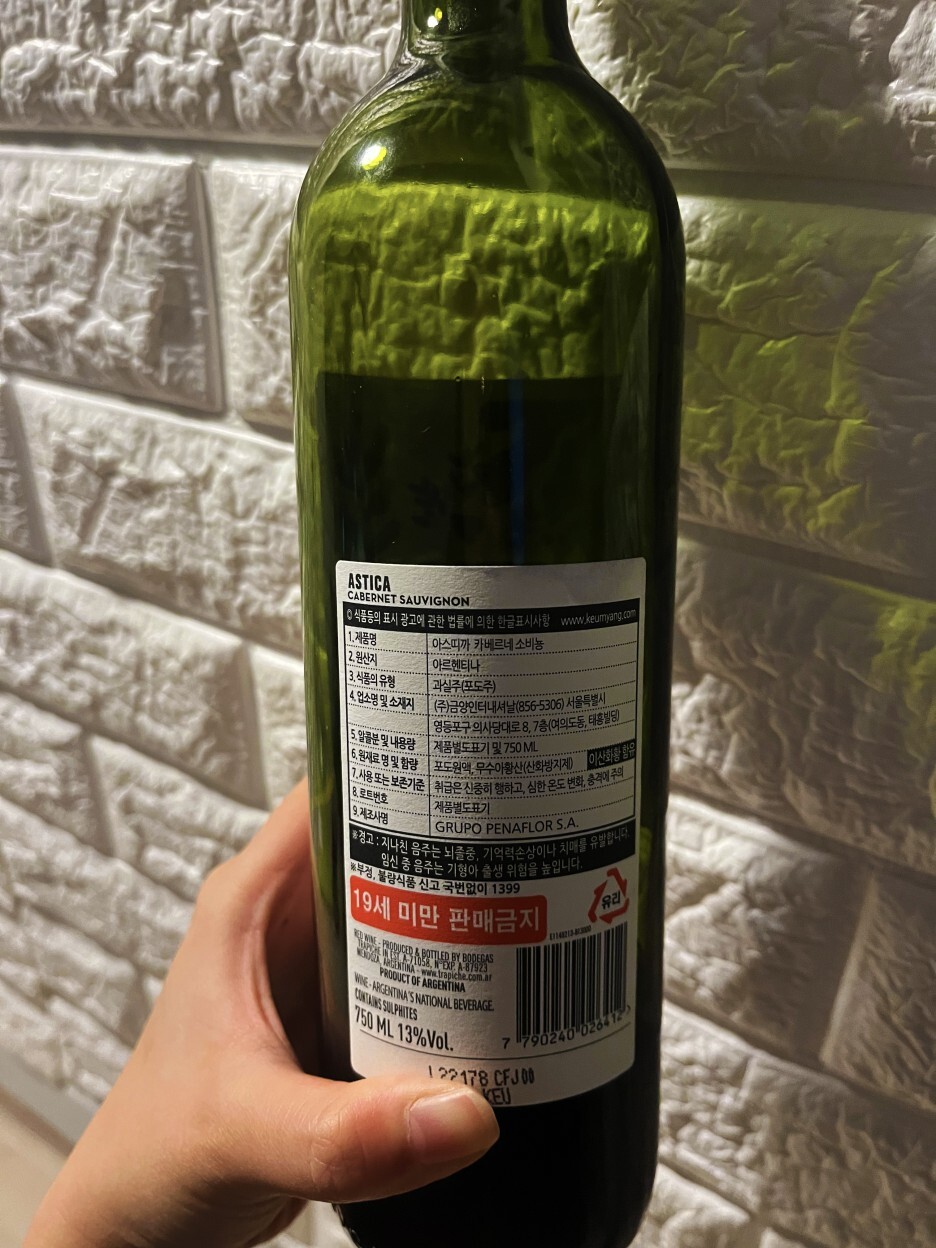 ASTICA
CABERNET SAUVIGNON
◎ 식품등의 표시 광고에 관한 법률에 의한 한글표시사항 www.keumyang.com
1. 제품명 아스띠까 카베르네 소비뇽
2. 원산지 아르헨티나
3. 식품의 유형 과실주(포도주)
4. 업소명 및 소재지 (주)금양인터내셔날(856-5306) 서울특별시
영등포구 의사당대로 8, 7층(여의도동, 태흥빌딩)
5. 알콜분 및 내용량 제품별도표기 및 750 ML
6. 원재료 명 및 함량 포도원액, 무수아황산(산화방지제) 이산화황 함유
7. 사용 또는 보존기준 취급은 신중히 행하고, 심한 온도 변화, 충격에 주의
8. 로트번호 제품별도표기
9. 제조사명 GRUPO PENAFLOR S.A.
※경고 : 지나친 음주는 뇌졸중, 기억력손상이나 치매를 유발합니다.
임신 중 음주는 기형아 출생 위험을 높입니다.
※부정, 불량식품 신고 국번없이 1399
19세 미만 판매금지
유리
RED WINE - PRODUCED & BOTTLED BY BODEGAS
TRAPICHE IN EST. A-71058, N°EXP. A-87923
MENDOZA, ARGENTINA - www.trapiche.com.ar
PRODUCT OF ARGENTINA
WINE - ARGENTINA'S NATIONAL BEVERAGE.
CONTAINS SULPHITES
750 ML 13%Vol.
7 790240 026412
L22178 CFJ00
KEU